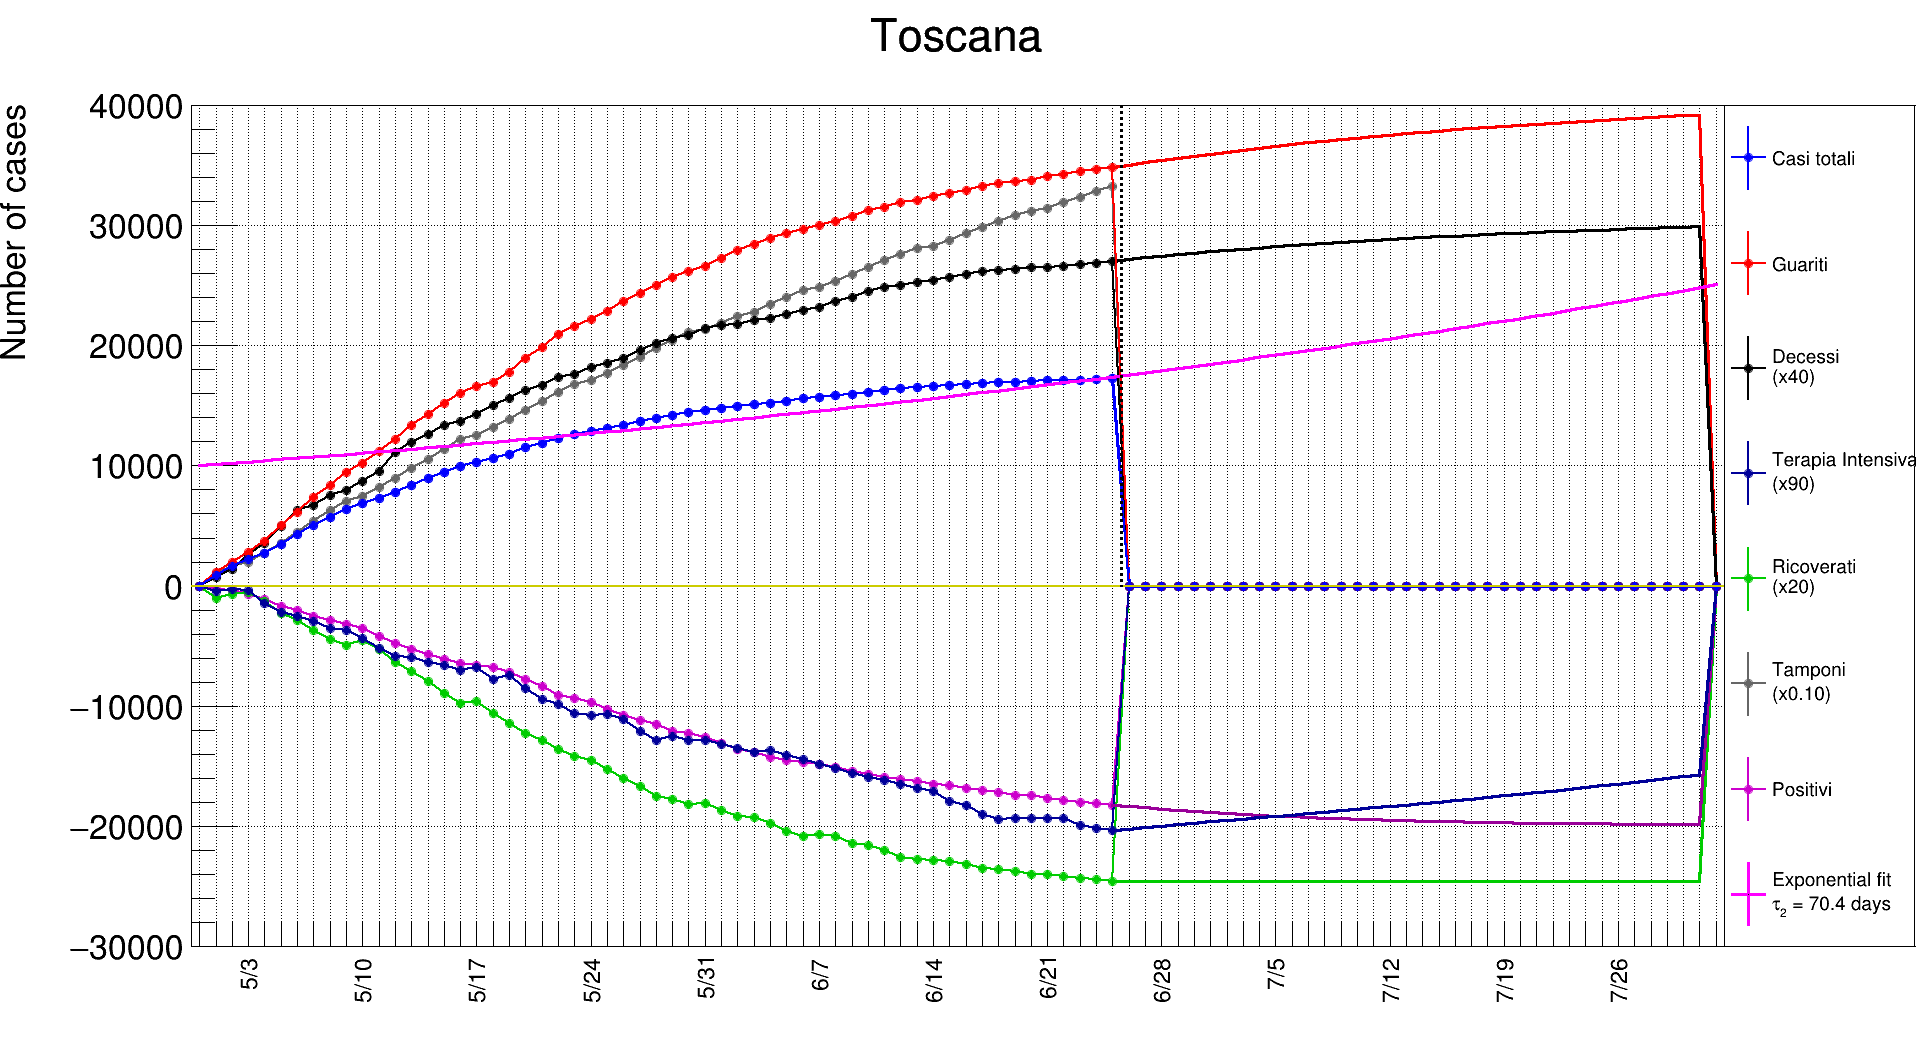 Toscana
Number of cases
40000
30000
20000
10000
0
−10000
−20000
−30000
5/3
5/10
5/17
5/24
5/31
6/7
6/14
6/21
6/28
7/5
7/12
7/19
7/26
Casi totali
Guariti
Decessi
(x40)
Terapia Intensiva
(x90)
Ricoverati
(x20)
Tamponi
(x0.10)
Positivi
Exponential fit
τ₂ = 70.4 days